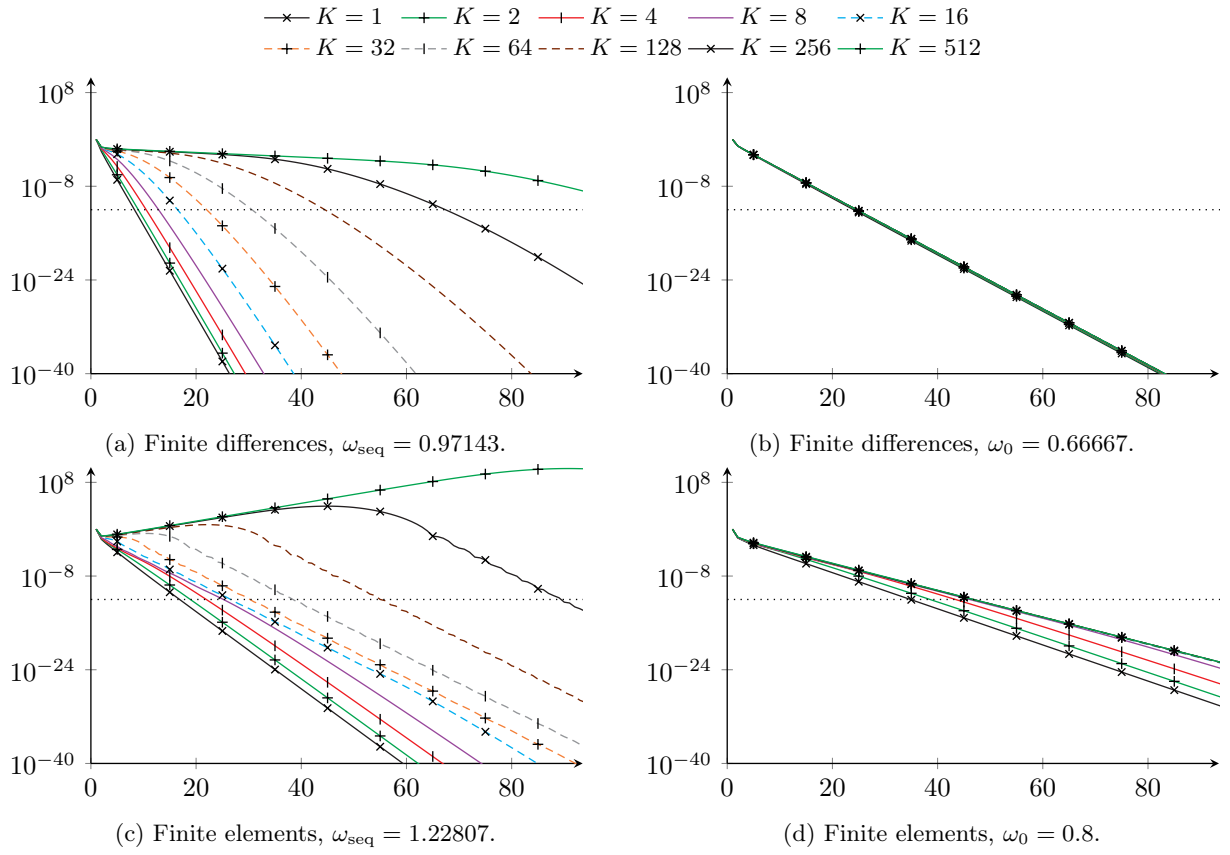 K = 1 K = 2 K = 4 K = 8 K = 16
K = 32 K = 64 K = 128 K = 256 K = 512
10^8
10^−8
10^−24
10^−40
0 20 40 60 80
(a) Finite differences, ω_seq = 0.97143.
10^8
10^−8
10^−24
10^−40
0 20 40 60 80
(b) Finite differences, ω_0 = 0.66667.
10^8
10^−8
10^−24
10^−40
0 20 40 60 80
(c) Finite elements, ω_seq = 1.22807.
10^8
10^−8
10^−24
10^−40
0 20 40 60 80
(d) Finite elements, ω_0 = 0.8.